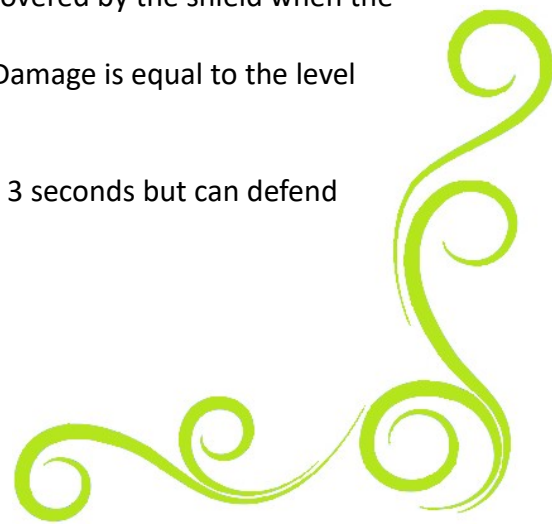 overed by the shield when the
Damage is equal to the level
3 seconds but can defend